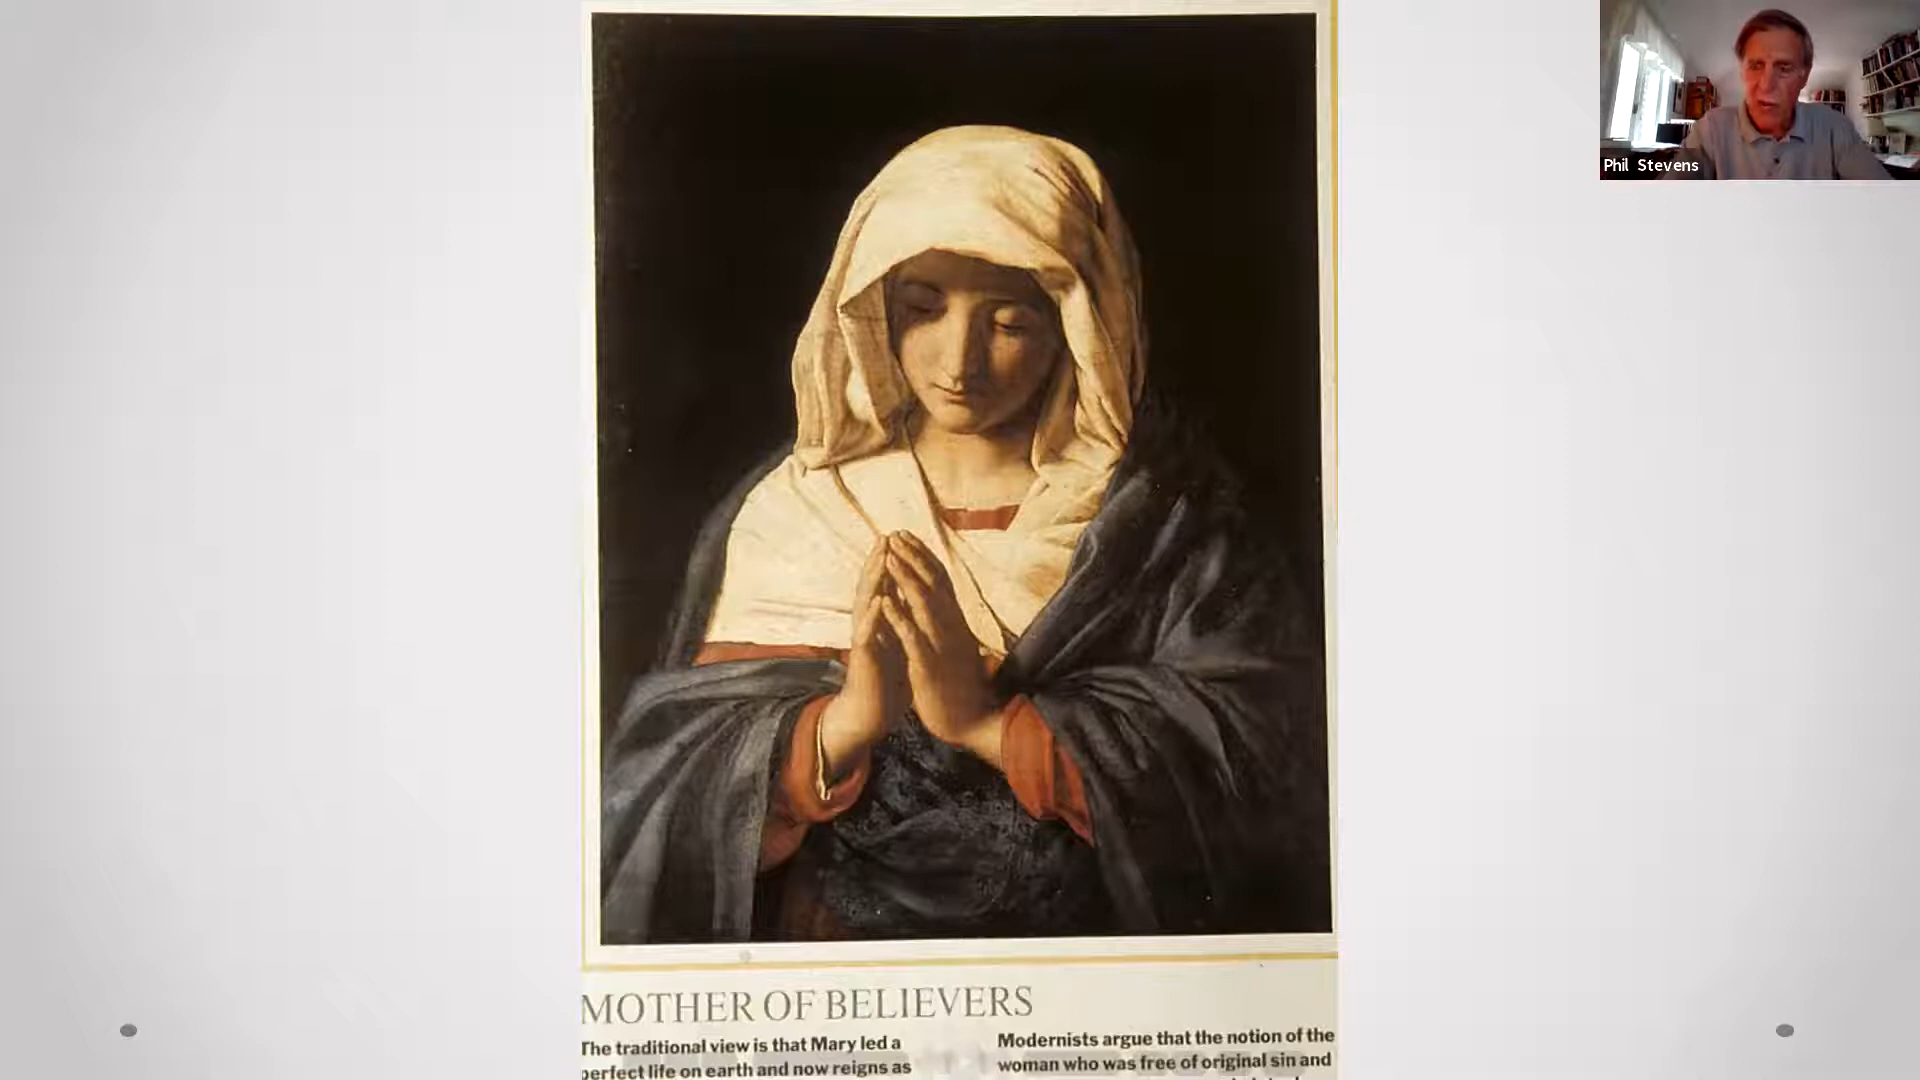 Phil Stevens
MOTHER OF BELIEVERS
The traditional view is that Mary led a
perfect life on earth and now reigns as
Modernists argue that the notion of the
woman who was free of original sin and